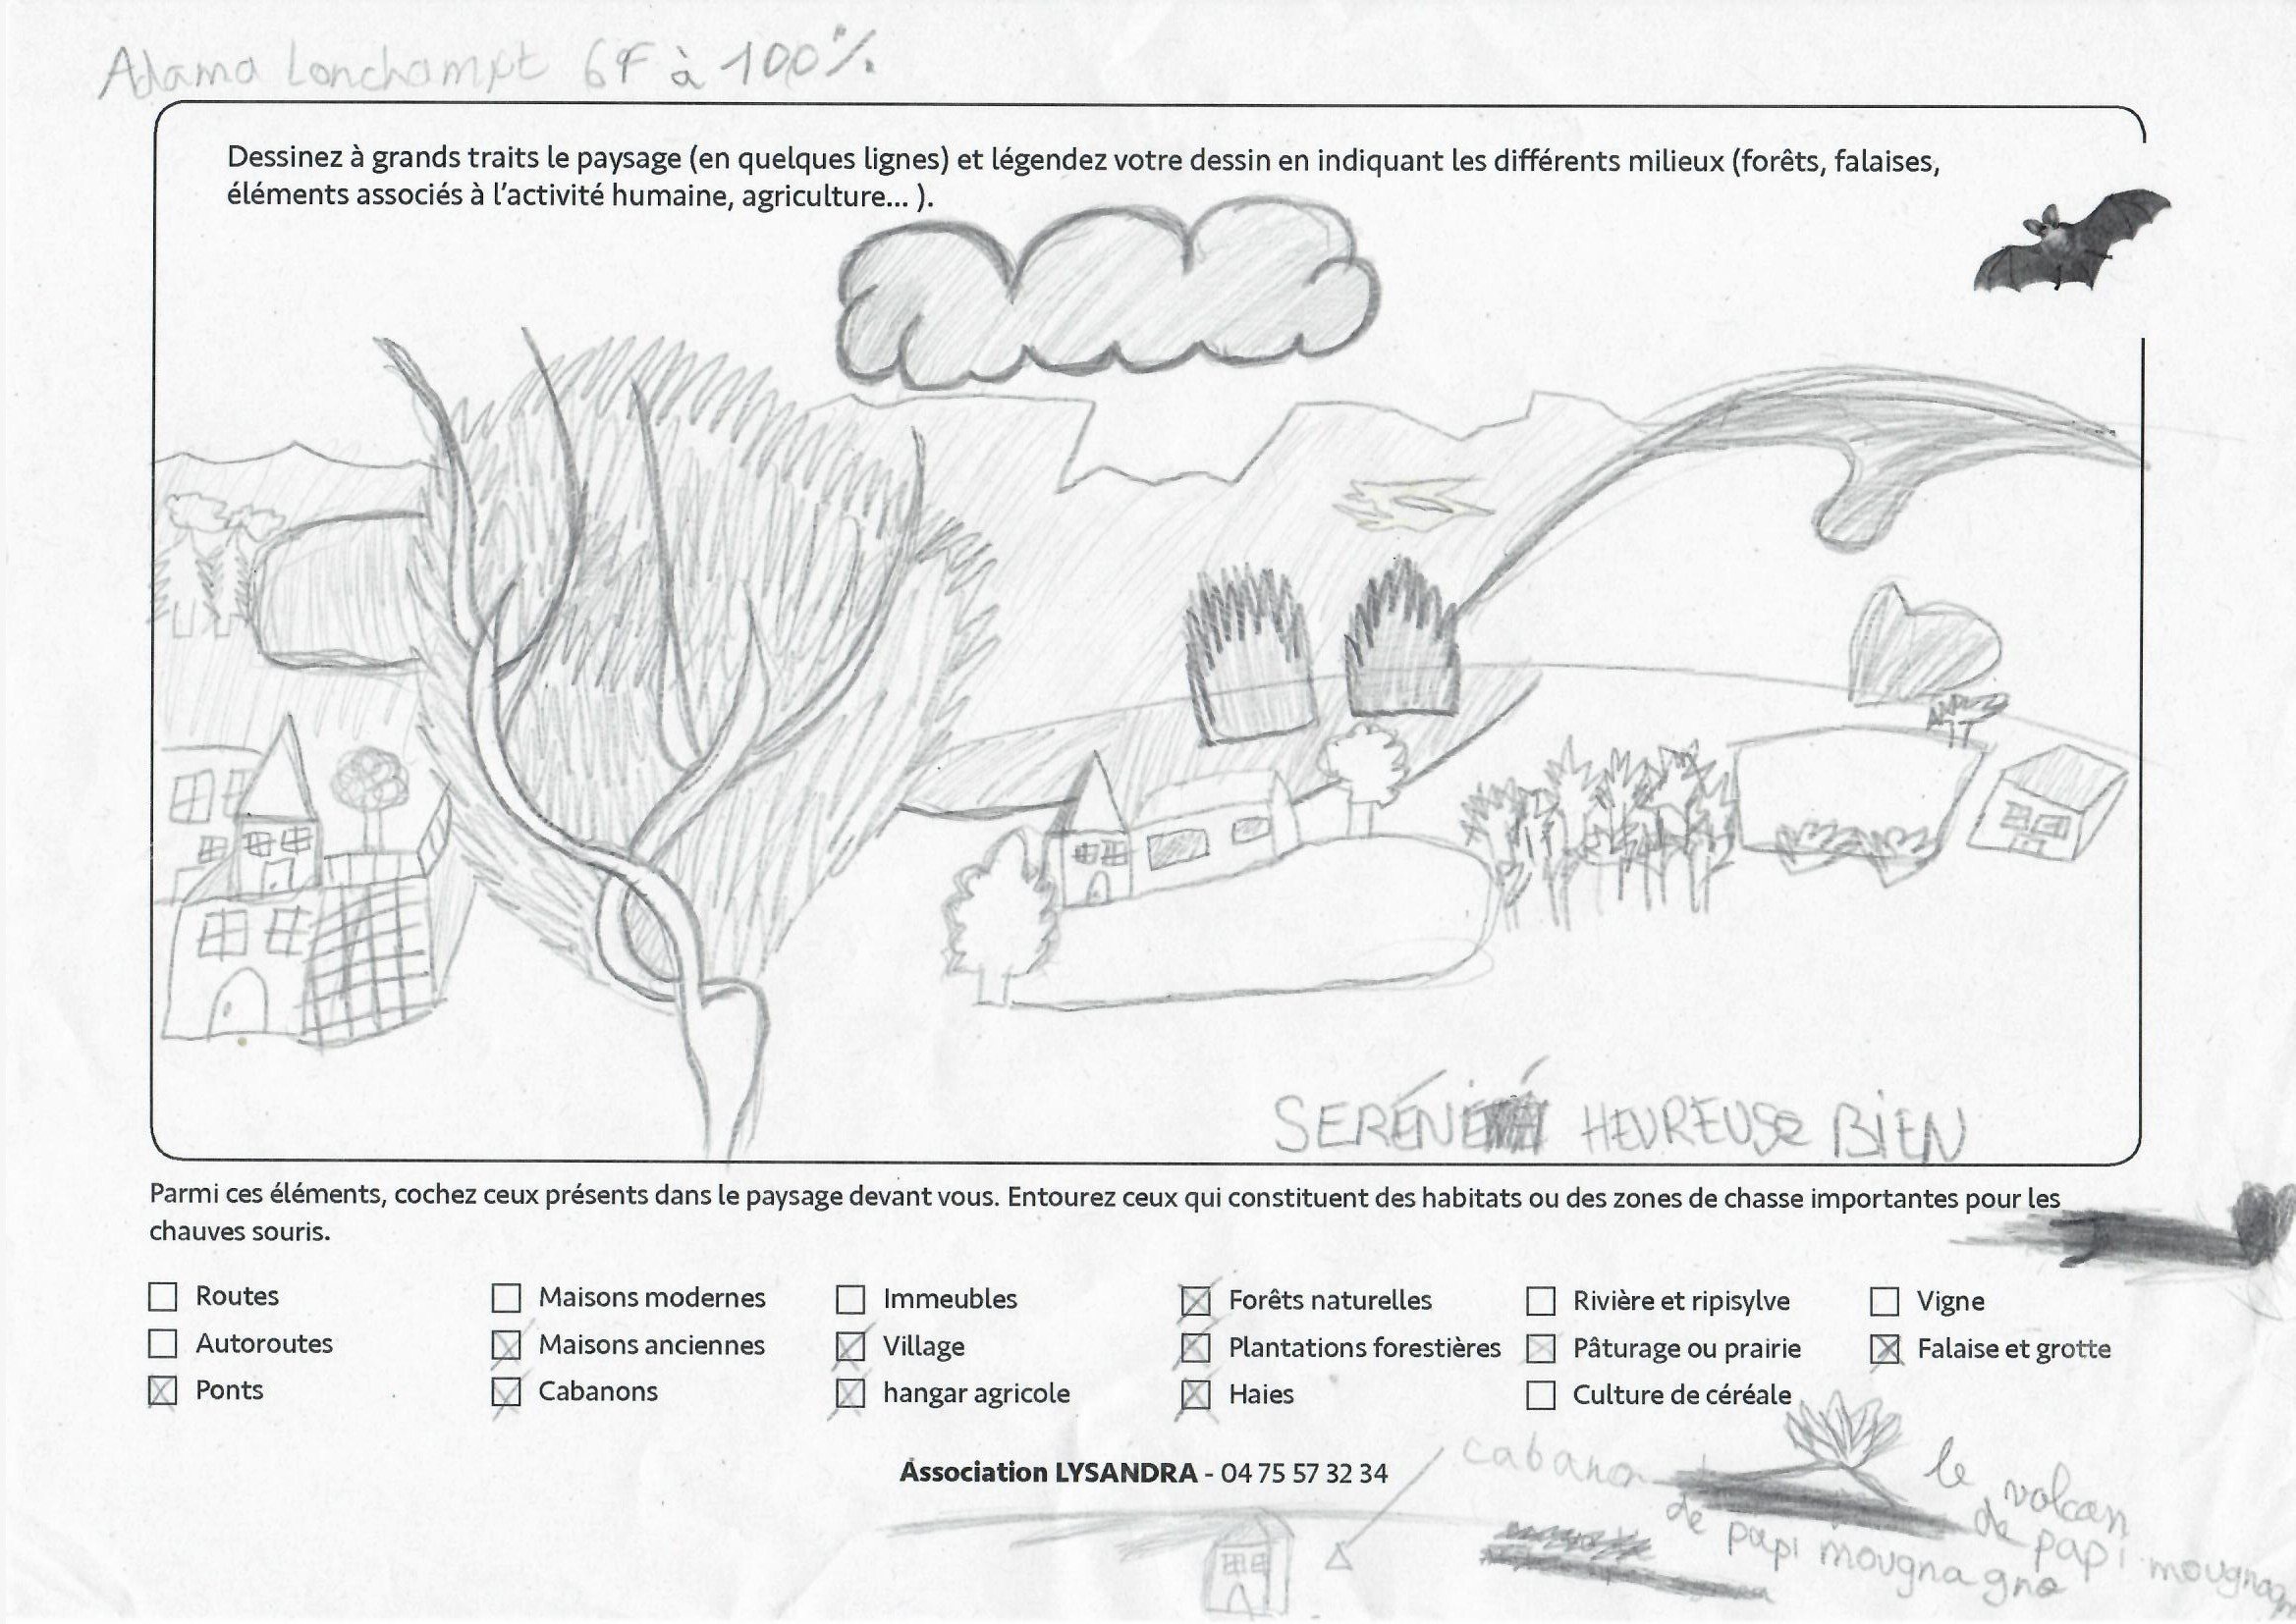 Adama Lonchampt 6F à 100%
Dessinez à grands traits le paysage (en quelques lignes) et légendez votre dessin en indiquant les différents milieux (forêts, falaises,
éléments associés à l'activité humaine, agriculture... ).
SERÉNE HEUREUSE BIEN
Parmi ces éléments, cochez ceux présents dans le paysage devant vous. Entourez ceux qui constituent des habitats ou des zones de chasse importantes pour les
chauves souris.
Routes Maisons modernes Immeubles Forêts naturelles Rivière et ripisylve Vigne
Autoroutes Maisons anciennes Village Plantations forestières Pâturage ou prairie Falaise et grotte
Ponts Cabanons hangar agricole Haies Culture de céréale
Association LYSANDRA - 04 75 57 32 34
cabano
de papi mougnagno
le volcan
de papi